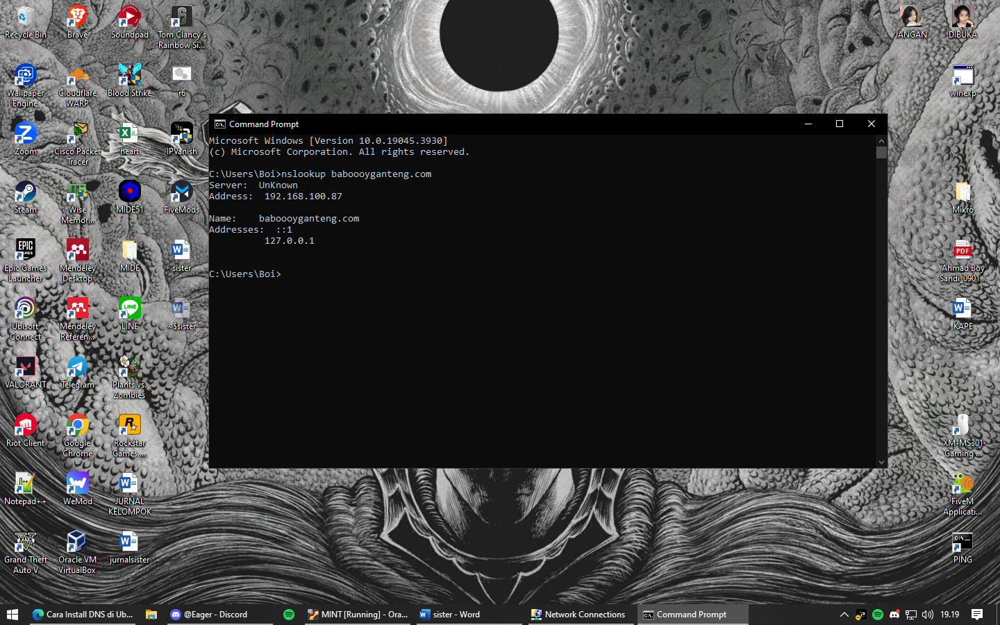 Recycle Bin
Brave
Soundpad
Tom Clancy's
Rainbow Si...
JANGAN
DIBUKA
Wallpaper
Engine
Cloudflare
WARP
Blood Strike
r6
winexp
Zoom
Cisco Packet
Tracer
heart
IPVanish
Steam
Wise
Memor...
MIDE51
FiveMods
Mikro
Epic Games
Launcher
Mendeley
Desktop
MIDE
sister
Ahmad Boy
Sandi_0901...
Ubisoft
Connect
Mendeley
Referen...
LINE
~$sister
KAPE
VALORANT
Telegram
Plants vs.
Zombies
Riot Client
Google
Chrome
Rockstar
Games ...
XM-MS301
Gaming ...
Notepad++
WeMod
JURNAL
KELOMPOK
FiveM
Applicati...
Grand Theft
Auto V
Oracle VM
VirtualBox
jurnalsister
PING
Command Prompt
Microsoft Windows [Version 10.0.19045.3930]
(c) Microsoft Corporation. All rights reserved.
C:\Users\Boi>nslookup baboooyganteng.com
Server:  UnKnown
Address:  192.168.100.87
Name:    baboooyganteng.com
Addresses:  ::1
127.0.0.1
C:\Users\Boi>
Cara Install DNS di Ub...
@Eager - Discord
MINT [Running] - Ora...
sister - Word
Network Connections
Command Prompt
19.19